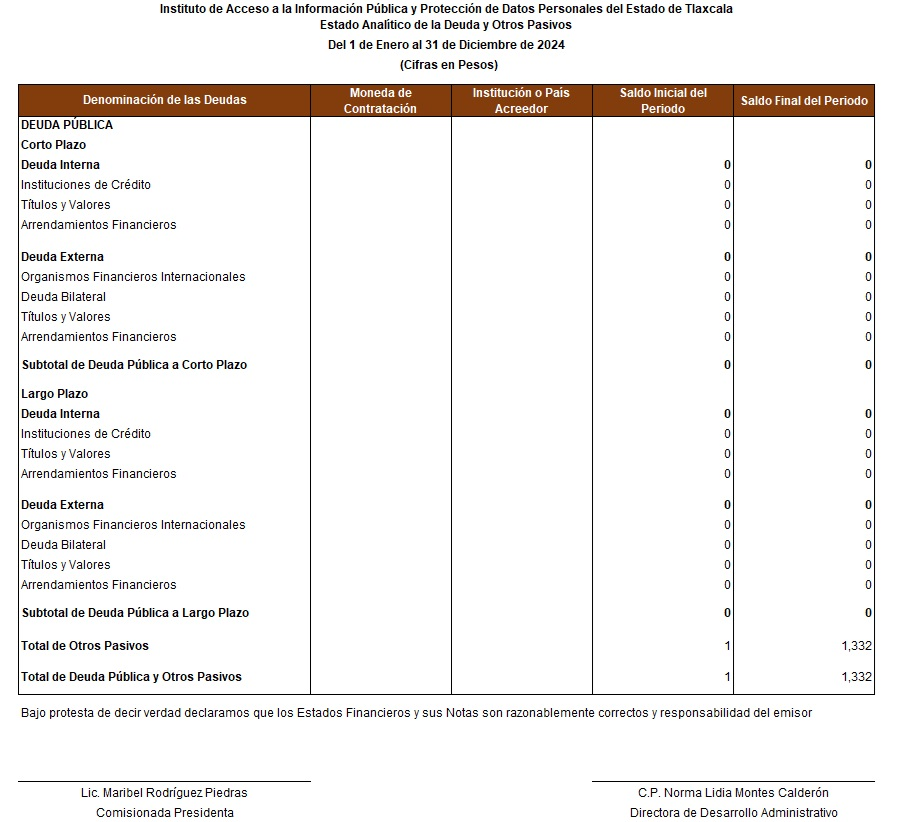 Instituto de Acceso a la Información Pública y Protección de Datos Personales del Estado de Tlaxcala
Estado Analítico de la Deuda y Otros Pasivos
Del 1 de Enero al 31 de Diciembre de 2024
(Cifras en Pesos)
Denominación de las Deudas Moneda de Contratación Institución o País Acreedor Saldo Inicial del Periodo Saldo Final del Periodo
DEUDA PÚBLICA
Corto Plazo
Deuda Interna 0 0
Instituciones de Crédito 0 0
Títulos y Valores 0 0
Arrendamientos Financieros 0 0
Deuda Externa 0 0
Organismos Financieros Internacionales 0 0
Deuda Bilateral 0 0
Títulos y Valores 0 0
Arrendamientos Financieros 0 0
Subtotal de Deuda Pública a Corto Plazo 0 0
Largo Plazo
Deuda Interna 0 0
Instituciones de Crédito 0 0
Títulos y Valores 0 0
Arrendamientos Financieros 0 0
Deuda Externa 0 0
Organismos Financieros Internacionales 0 0
Deuda Bilateral 0 0
Títulos y Valores 0 0
Arrendamientos Financieros 0 0
Subtotal de Deuda Pública a Largo Plazo 0 0
Total de Otros Pasivos 1 1,332
Total de Deuda Pública y Otros Pasivos 1 1,332
Bajo protesta de decir verdad declaramos que los Estados Financieros y sus Notas son razonablemente correctos y responsabilidad del emisor
Lic. Maribel Rodríguez Piedras C.P. Norma Lidia Montes Calderón
Comisionada Presidenta Directora de Desarrollo Administrativo